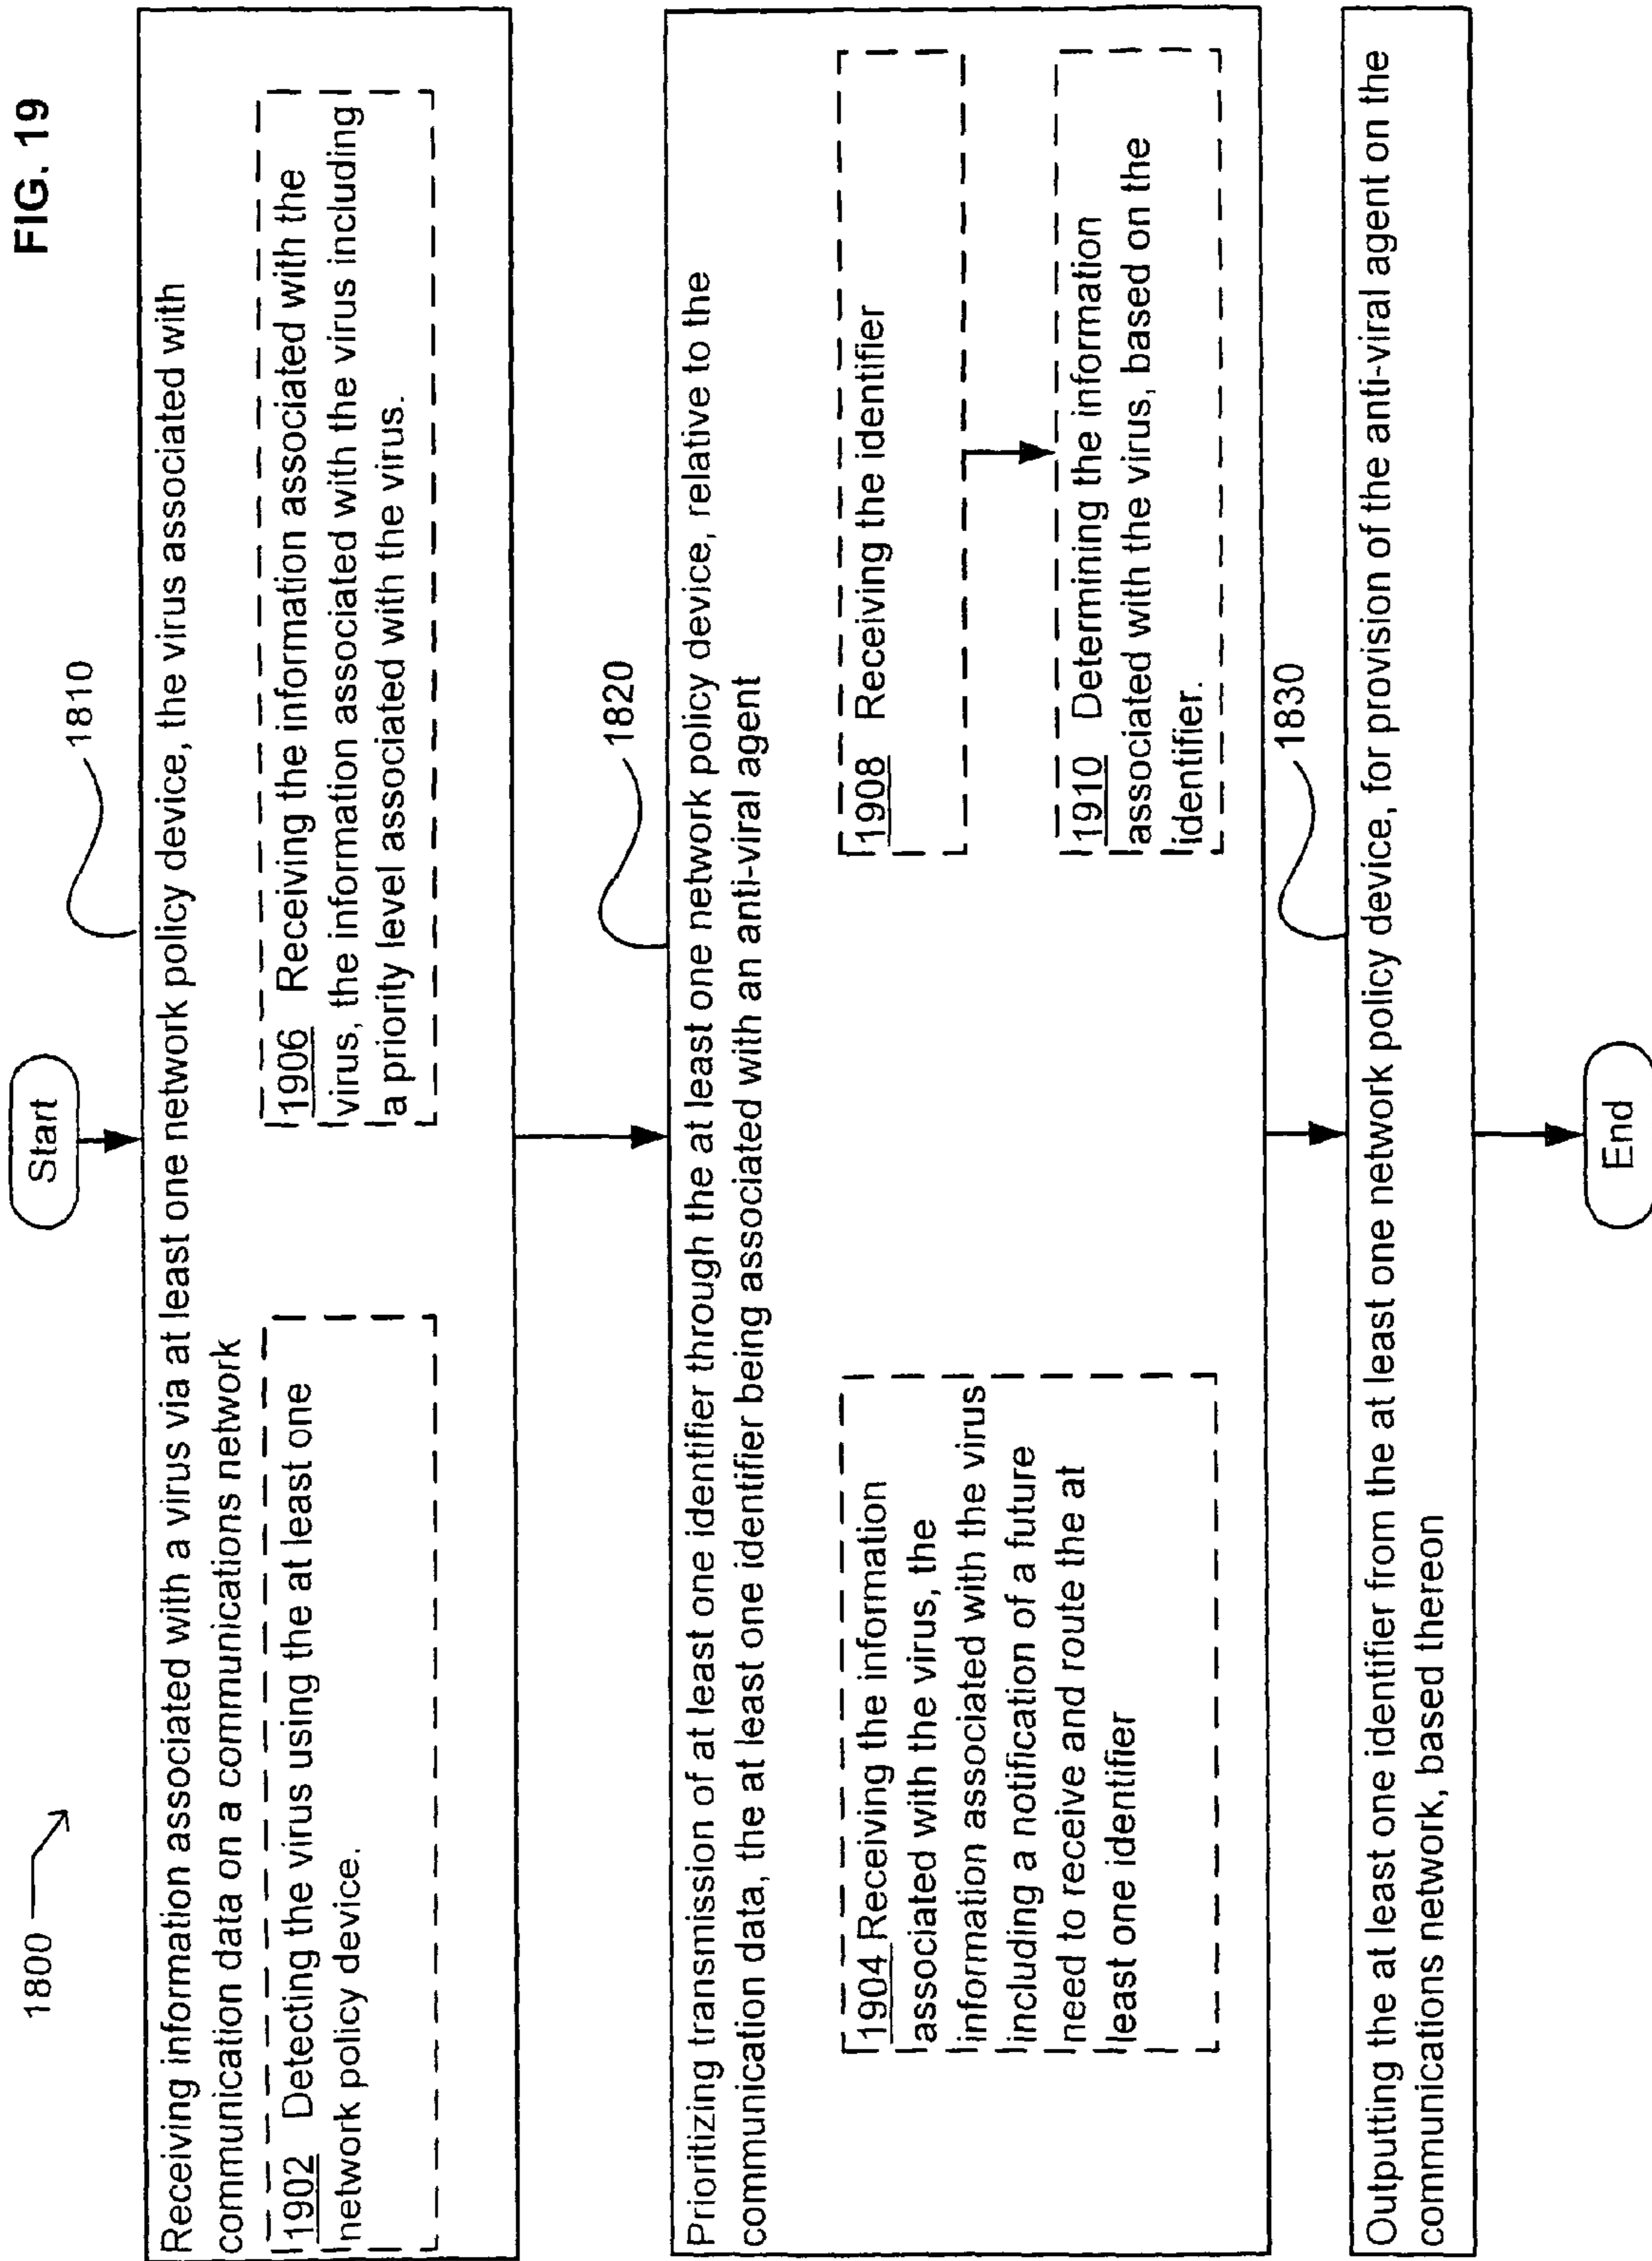 FIG. 19
1800
Start
1810
Receiving information associated with a virus via at least one network policy device, the virus associated with
communication data on a communications network
1902 Detecting the virus using the at least one
network policy device.
1906 Receiving the information associated with the
virus, the information associated with the virus including
a priority level associated with the virus.
1820
Prioritizing transmission of at least one identifier through the at least one network policy device, relative to the
communication data, the at least one identifier being associated with an anti-viral agent
1904 Receiving the information
associated with the virus, the
information associated with the virus
including a notification of a future
need to receive and route the at
least one identifier
1908 Receiving the identifier
1910 Determining the information
associated with the virus, based on the
identifier.
1830
Outputting the at least one identifier from the at least one network policy device, for provision of the anti-viral agent on the
communications network, based thereon
End